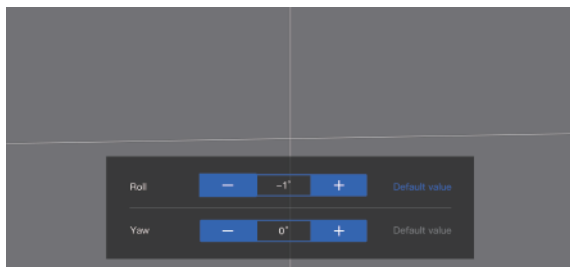 Roll − -1° + Default value
Yaw − 0° + Default value